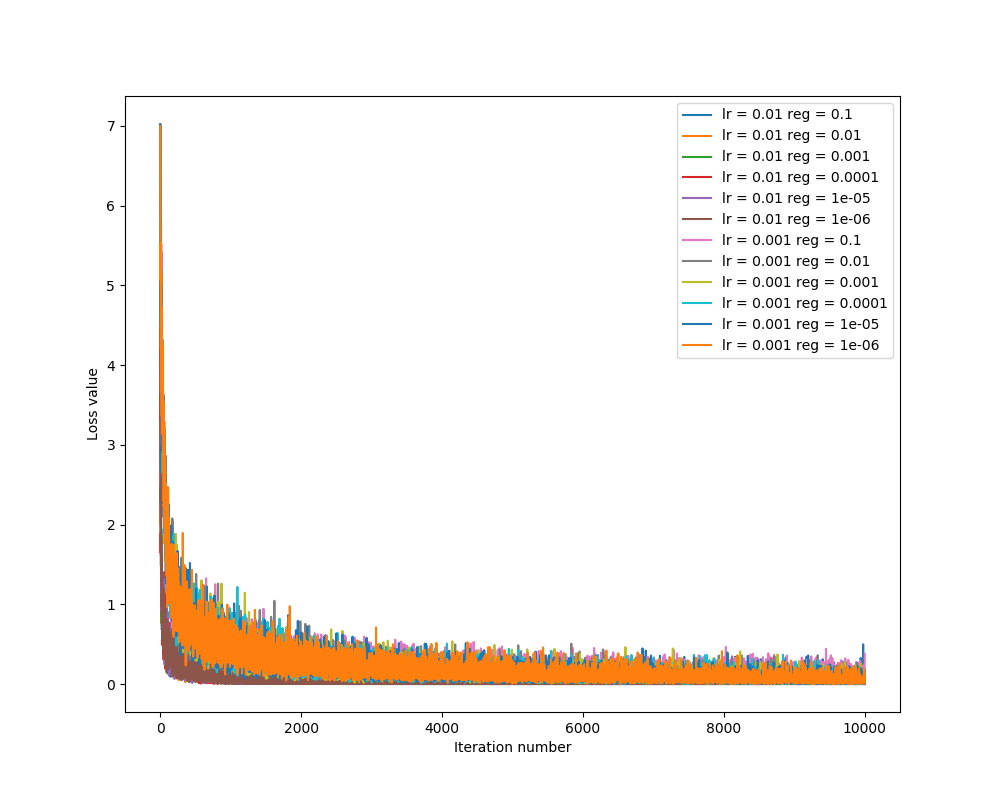 lr = 0.01 reg = 0.1
lr = 0.01 reg = 0.01
lr = 0.01 reg = 0.001
lr = 0.01 reg = 0.0001
lr = 0.01 reg = 1e-05
lr = 0.01 reg = 1e-06
lr = 0.001 reg = 0.1
lr = 0.001 reg = 0.01
lr = 0.001 reg = 0.001
lr = 0.001 reg = 0.0001
lr = 0.001 reg = 1e-05
lr = 0.001 reg = 1e-06
7
6
5
4
3
2
1
0
Loss value
0 2000 4000 6000 8000 10000
Iteration number